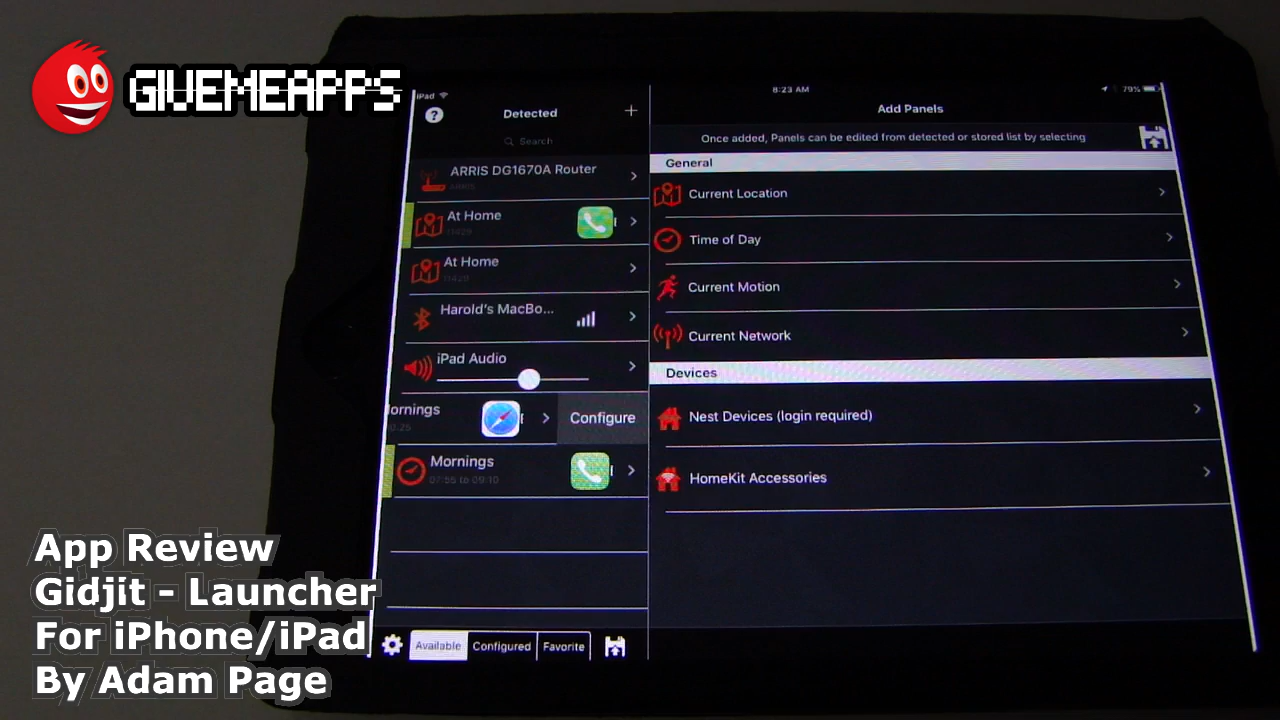 GIVEMEAPPS
iPad
8:23 AM
79%
?
Detected
+
Add Panels
Search
Once added, Panels can be edited from detected or stored list by selecting
General
ARRIS DG1670A Router
ARRIS
Current Location
At Home
11429
Time of Day
At Home
11429
Current Motion
Harold's MacBo...
Current Network
iPad Audio
Devices
ornings
Configure
Nest Devices (login required)
Mornings
07:55 to 09:10
HomeKit Accessories
App Review
Gidjit - Launcher
For iPhone/iPad
By Adam Page
Available
Configured
Favorite